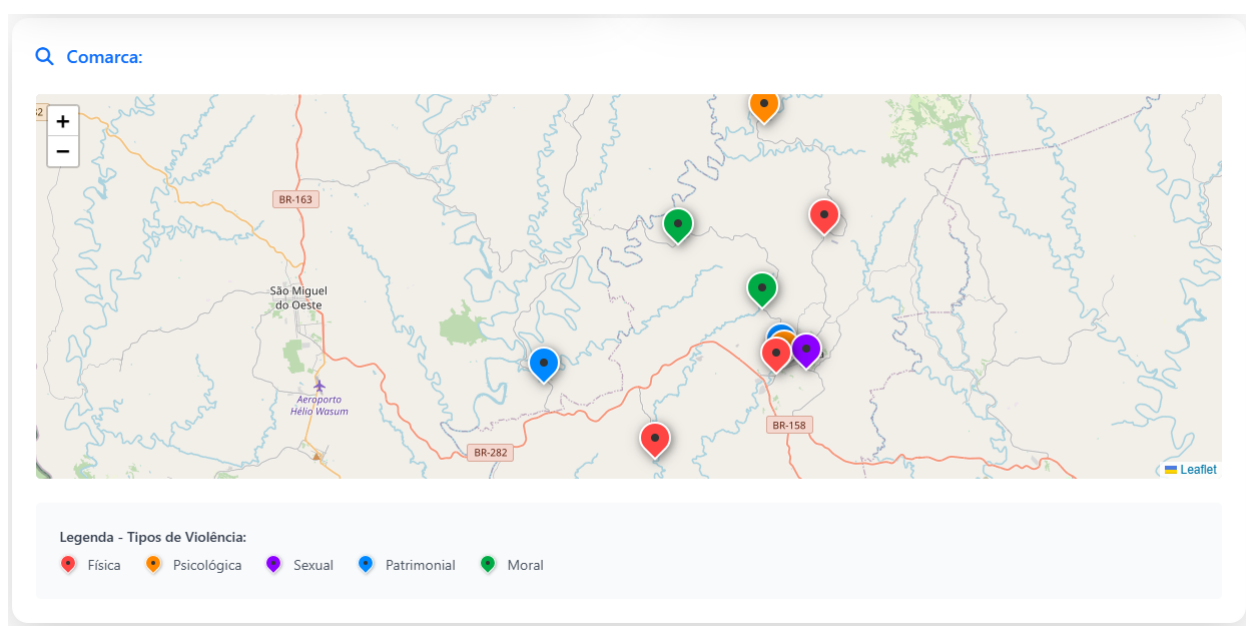 Comarca:
+
−
BR-163
São Miguel
do Oeste
Aeroporto
Hélio Wasum
BR-158
BR-282
Leaflet
Legenda - Tipos de Violência:
Física Psicológica Sexual Patrimonial Moral